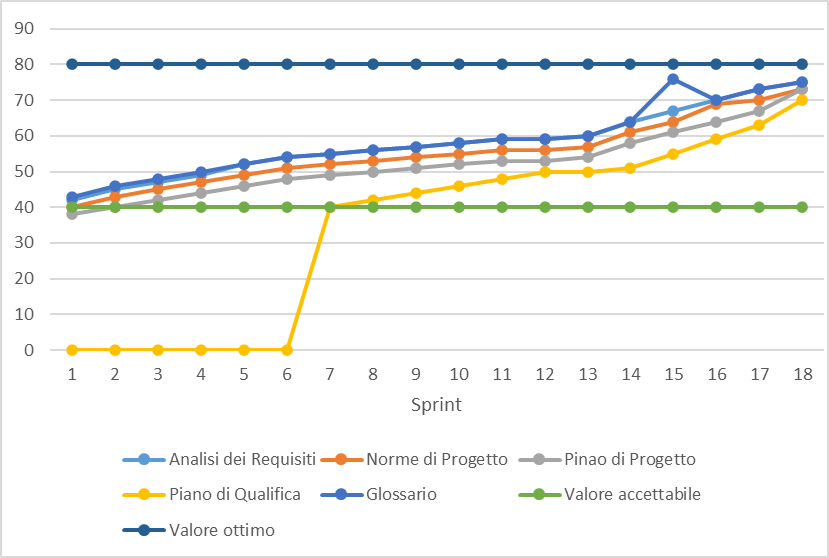 90
80
70
60
50
40
30
20
10
0
1 2 3 4 5 6 7 8 9 10 11 12 13 14 15 16 17 18
Sprint
Analisi dei Requisiti Norme di Progetto Pinao di Progetto
Piano di Qualifica Glossario Valore accettabile
Valore ottimo